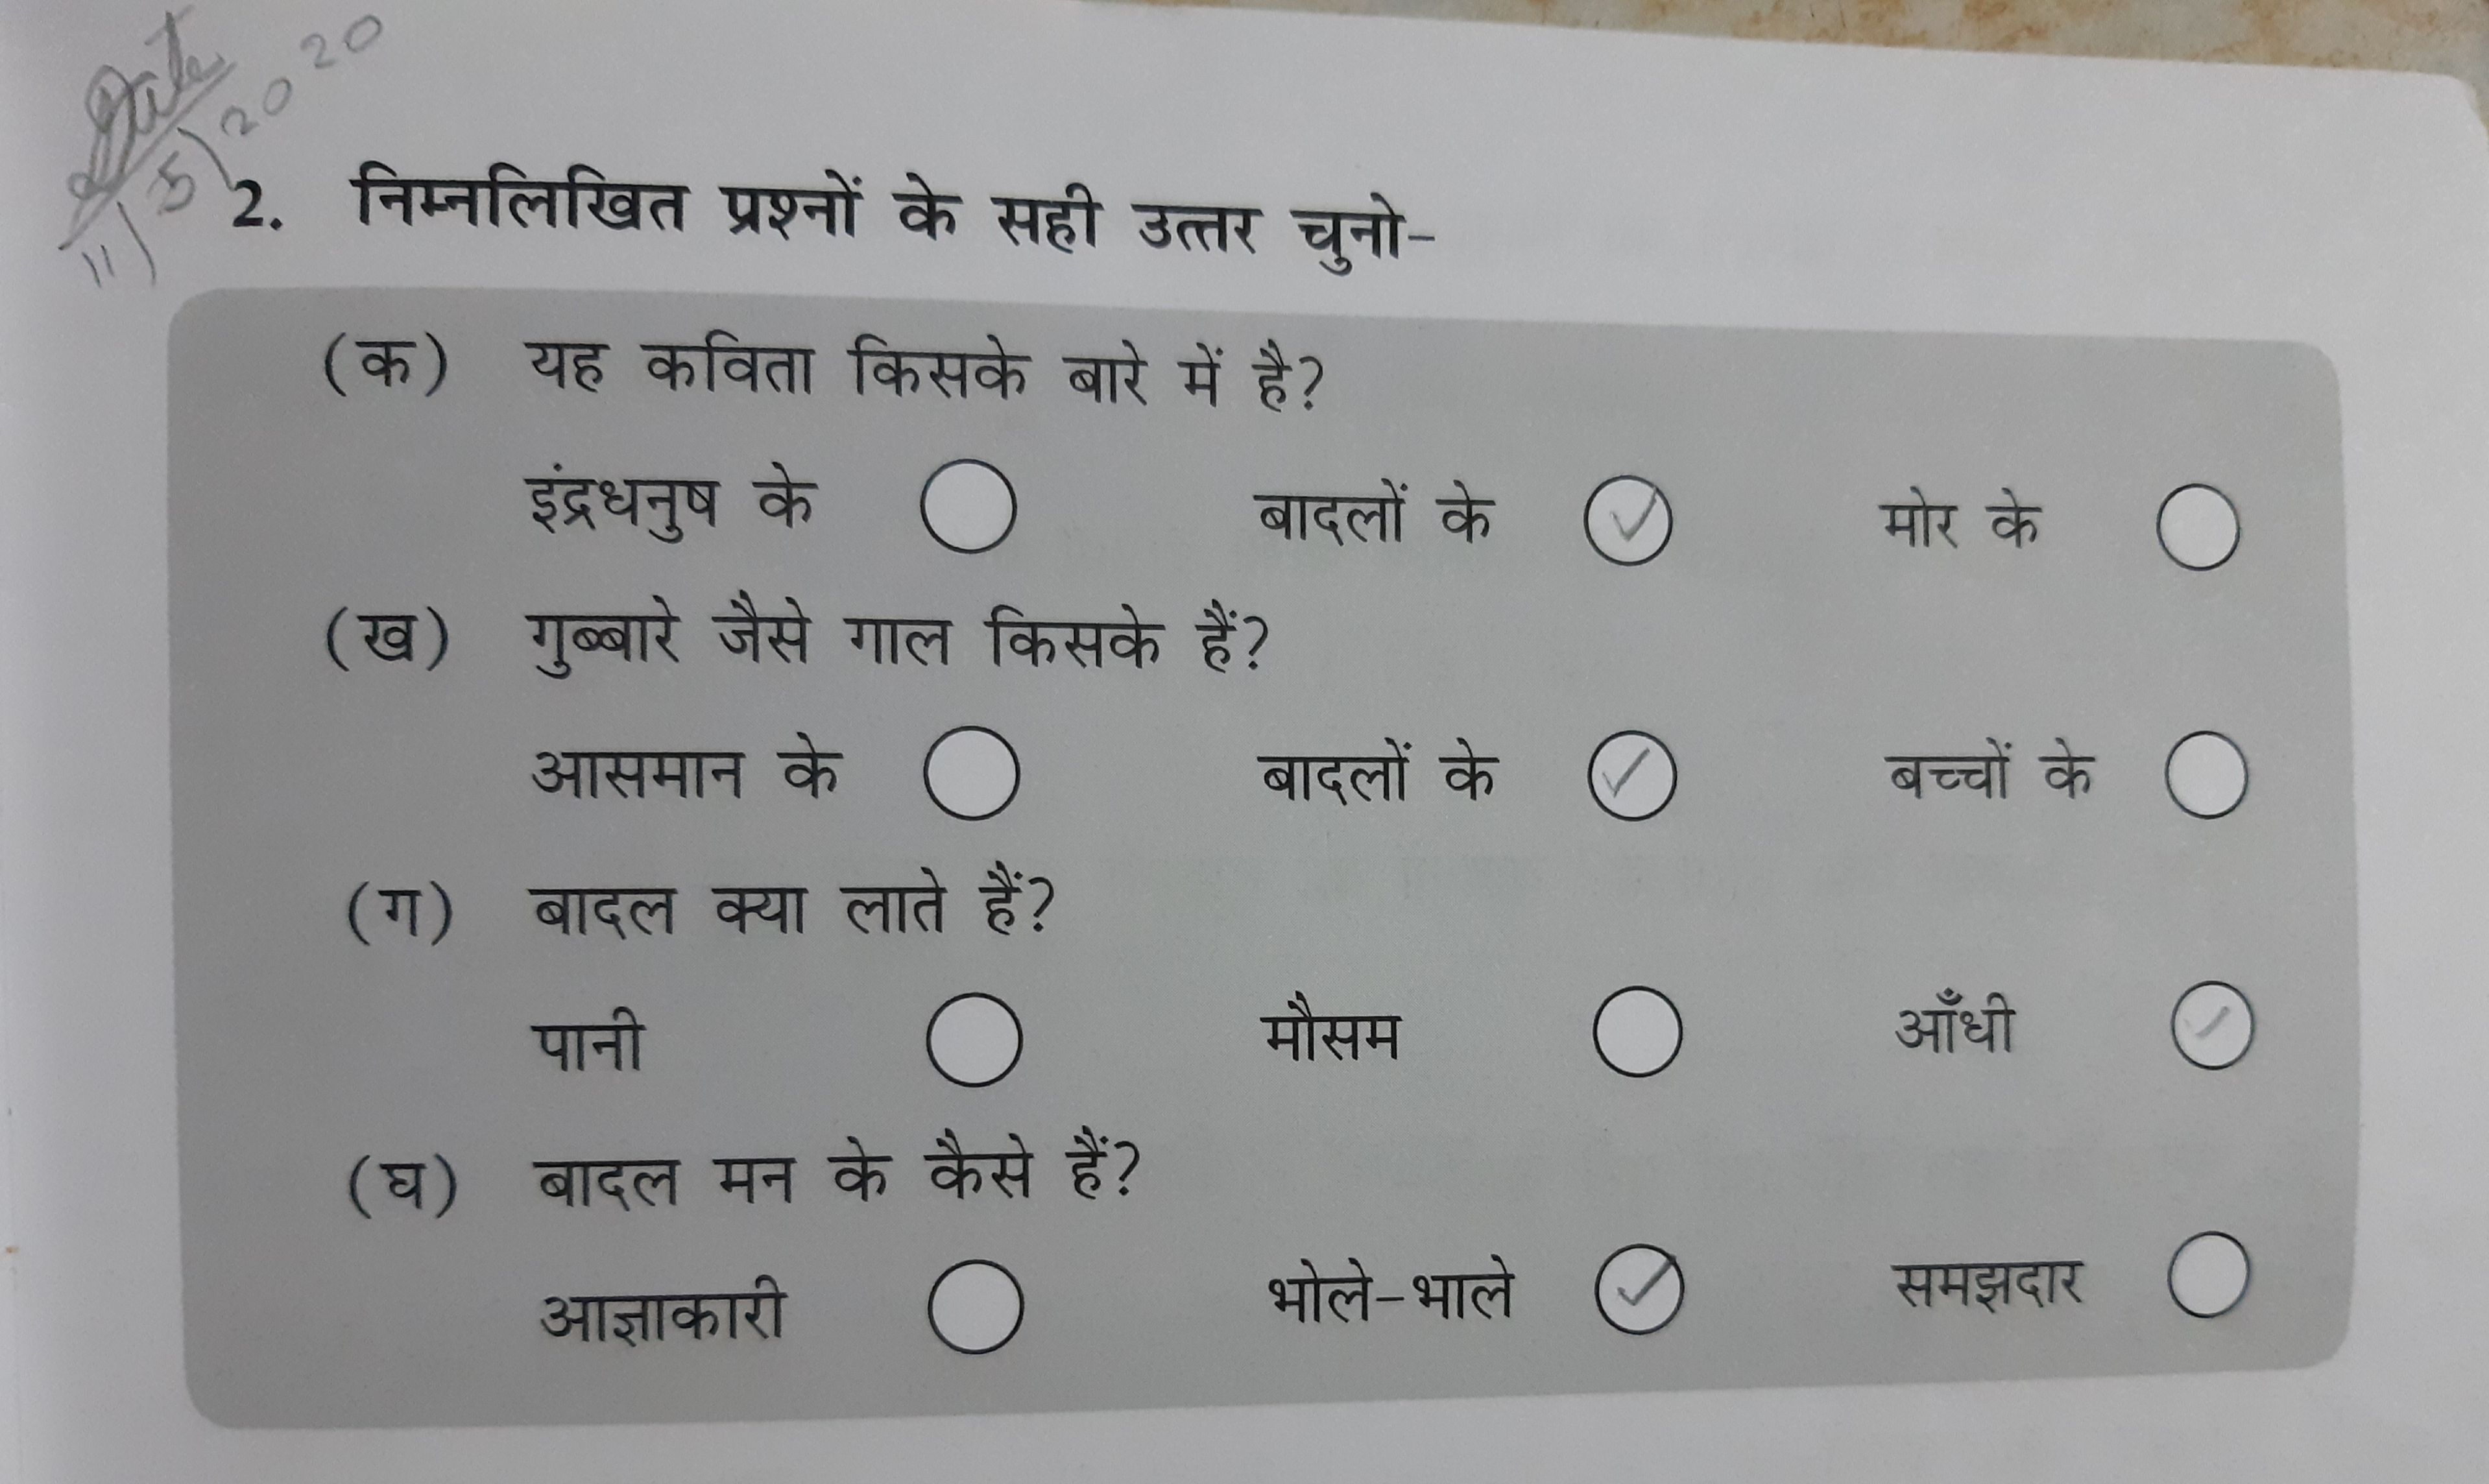 Date
11/5/2020 20
2. निम्नलिखित प्रश्नों के सही उत्तर चुनो-
(क) यह कविता किसके बारे में है?
इंद्रधनुष के ○ बादलों के ✓ मोर के ○
(ख) गुब्बारे जैसे गाल किसके हैं?
आसमान के ○ बादलों के ✓ बच्चों के ○
(ग) बादल क्या लाते हैं?
पानी ○ मौसम ○ आँधी ✓
(घ) बादल मन के कैसे हैं?
आज्ञाकारी ○ भोले-भाले ✓ समझदार ○